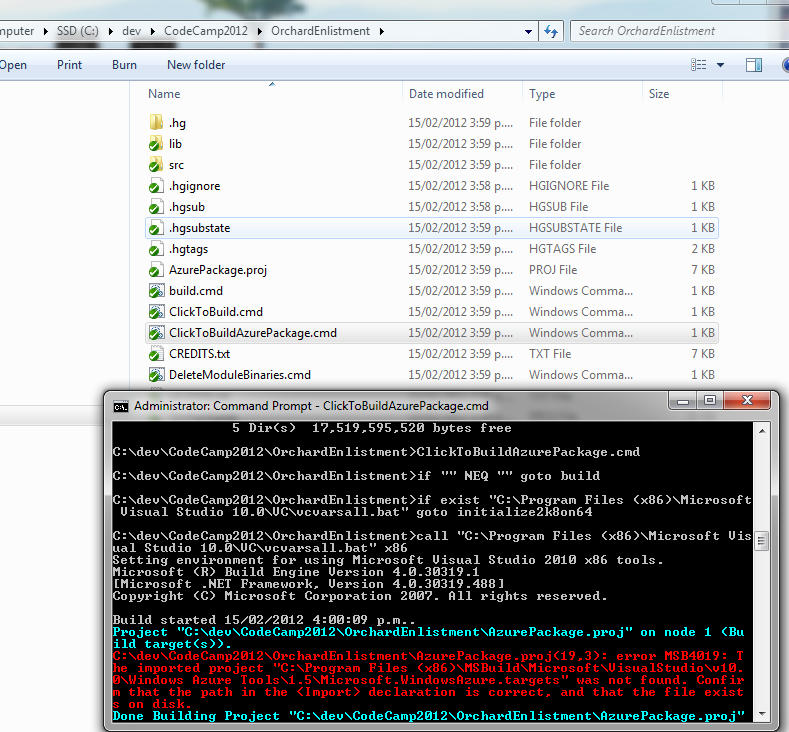 mputer ▸ SSD (C:) ▸ dev ▸ CodeCamp2012 ▸ OrchardEnlistment ▸
Search OrchardEnlistment
Open Print Burn New folder
Name Date modified Type Size
.hg 15/02/2012 3:59 p.... File folder
lib 15/02/2012 3:59 p.... File folder
src 15/02/2012 3:59 p.... File folder
.hgignore 15/02/2012 3:58 p.... HGIGNORE File 1 KB
.hgsub 15/02/2012 3:58 p.... HGSUB File 1 KB
.hgsubstate 15/02/2012 3:59 p.... HGSUBSTATE File 1 KB
.hgtags 15/02/2012 3:59 p.... HGTAGS File 2 KB
AzurePackage.proj 15/02/2012 3:59 p.... PROJ File 7 KB
build.cmd 15/02/2012 3:59 p.... Windows Comma... 1 KB
ClickToBuild.cmd 15/02/2012 3:59 p.... Windows Comma... 1 KB
ClickToBuildAzurePackage.cmd 15/02/2012 3:59 p.... Windows Comma... 1 KB
CREDITS.txt 15/02/2012 3:59 p.... TXT File 7 KB
DeleteModuleBinaries.cmd 15/02/2012 3:59 p.... Windows Comma... 1 KB
Administrator: Command Prompt - ClickToBuildAzurePackage.cmd
5 Dir(s) 17,519,595,520 bytes free
C:\dev\CodeCamp2012\OrchardEnlistment>ClickToBuildAzurePackage.cmd
C:\dev\CodeCamp2012\OrchardEnlistment>if "" NEQ "" goto build
C:\dev\CodeCamp2012\OrchardEnlistment>if exist "C:\Program Files (x86)\Microsoft
Visual Studio 10.0\VC\vcvarsall.bat" goto initialize2k8on64
C:\dev\CodeCamp2012\OrchardEnlistment>call "C:\Program Files (x86)\Microsoft Vis
ual Studio 10.0\VC\vcvarsall.bat" x86
Setting environment for using Microsoft Visual Studio 2010 x86 tools.
Microsoft (R) Build Engine Version 4.0.30319.1
[Microsoft .NET Framework, Version 4.0.30319.488]
Copyright (C) Microsoft Corporation 2007. All rights reserved.
Build started 15/02/2012 4:00:09 p.m..
Project "C:\dev\CodeCamp2012\OrchardEnlistment\AzurePackage.proj" on node 1 (Bu
ild target(s)).
C:\dev\CodeCamp2012\OrchardEnlistment\AzurePackage.proj(19,3): error MSB4019: T
he imported project "C:\Program Files (x86)\MSBuild\Microsoft\VisualStudio\v10.
0\Windows Azure Tools\1.5\Microsoft.WindowsAzure.targets" was not found. Confir
m that the path in the <Import> declaration is correct, and that the file exist
s on disk.
Done Building Project "C:\dev\CodeCamp2012\OrchardEnlistment\AzurePackage.proj"